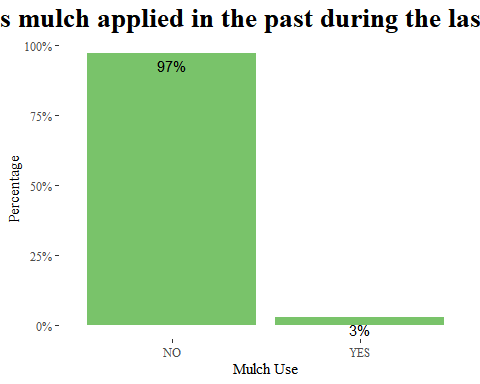 s mulch applied in the past during the las
100%
97%
75%
50%
25%
0%
3%
Percentage
NO
YES
Mulch Use